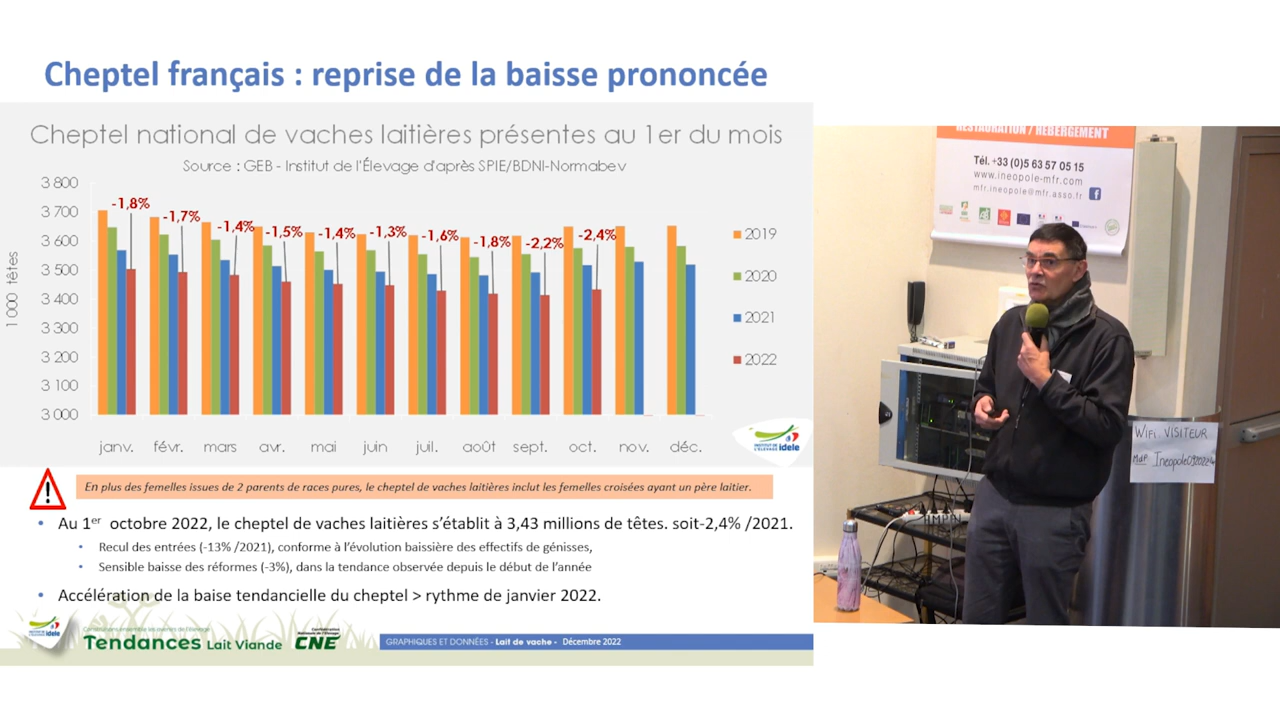 Cheptel français : reprise de la baisse prononcée
Cheptel national de vaches laitières présentes au 1er du mois
Source : GEB - Institut de l'Élevage d'après SPIE/BDNI-Normabev
1 000 têtes
3 800
3 700
3 600
3 500
3 400
3 300
3 200
3 100
3 000
-1,8%
-1,7%
-1,4%
-1,5%
-1,4%
-1,3%
-1,6%
-1,8%
-2,2%
-2,4%
2019
2020
2021
2022
janv. févr. mars avr. mai juin juil. août sept. oct. nov. déc.
INSTITUT DE L'ÉLEVAGE idele
En plus des femelles issues de 2 parents de races pures, le cheptel de vaches laitières inclut les femelles croisées ayant un père laitier.
• Au 1er octobre 2022, le cheptel de vaches laitières s'établit à 3,43 millions de têtes. soit-2,4% /2021.
• Recul des entrées (-13% /2021), conforme à l'évolution baissière des effectifs de génisses,
• Sensible baisse des réformes (-3%), dans la tendance observée depuis le début de l'année
• Accélération de la baise tendancielle du cheptel > rythme de janvier 2022.
idele
Tendances Lait Viande
CNE
GRAPHIQUES ET DONNÉES - Lait de vache - Décembre 2022
RESTAURATION / HÉBERGEMENT
Tél. +33 (0)5 63 57 05 15
www.ineopole-mfr.com
mfr.ineopole@mfr.asso.fr
WiFi VISITEUR
MdP